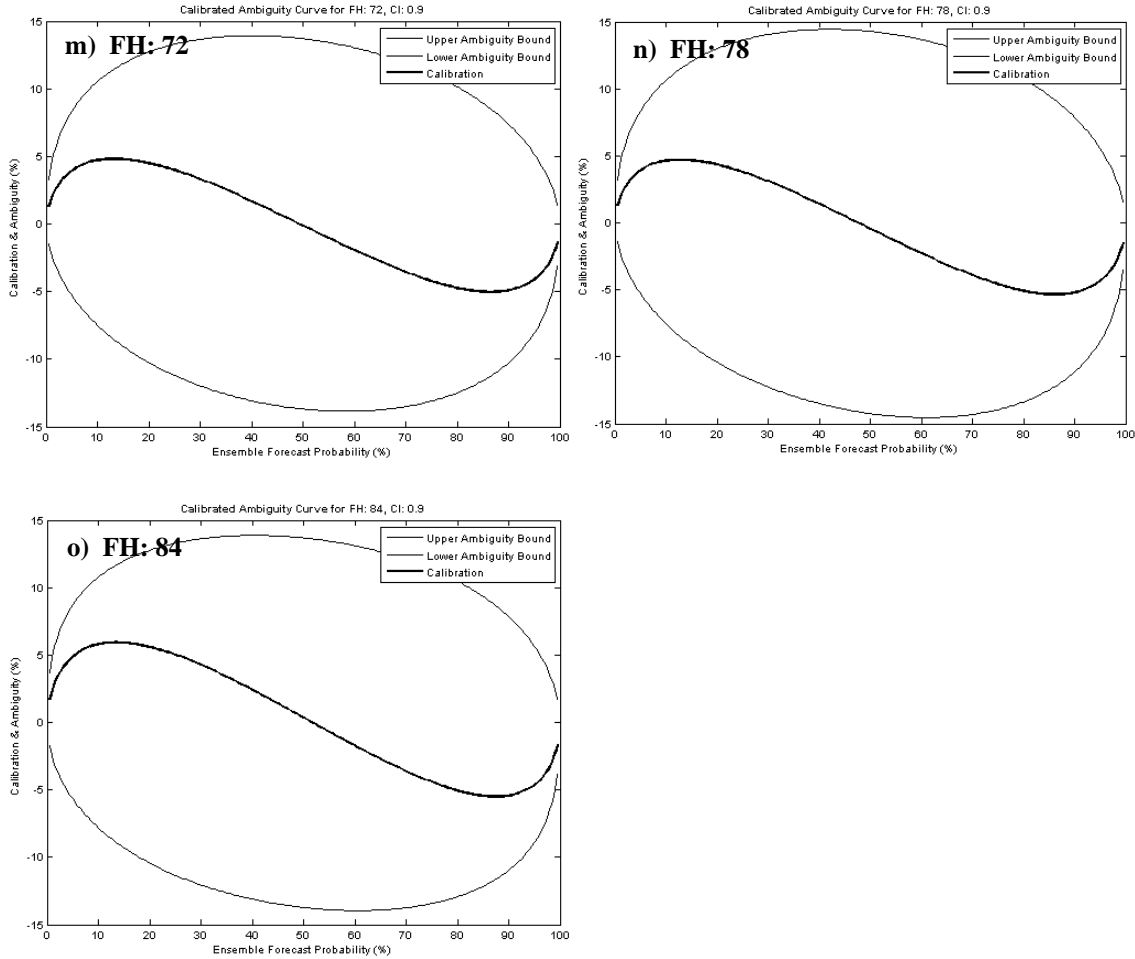 Calibrated Ambiguity Curve for FH: 72, CI: 0.9
m) FH: 72
Upper Ambiguity Bound
Lower Ambiguity Bound
Calibration
15
10
5
0
-5
-10
-15
Calibration & Ambiguity (%)
0 10 20 30 40 50 60 70 80 90 100
Ensemble Forecast Probability (%)
Calibrated Ambiguity Curve for FH: 78, CI: 0.9
n) FH: 78
Upper Ambiguity Bound
Lower Ambiguity Bound
Calibration
15
10
5
0
-5
-10
-15
Calibration & Ambiguity (%)
0 10 20 30 40 50 60 70 80 90 100
Ensemble Forecast Probability (%)
Calibrated Ambiguity Curve for FH: 84, CI: 0.9
o) FH: 84
Upper Ambiguity Bound
Lower Ambiguity Bound
Calibration
15
10
5
0
-5
-10
-15
Calibration & Ambiguity (%)
0 10 20 30 40 50 60 70 80 90 100
Ensemble Forecast Probability (%)